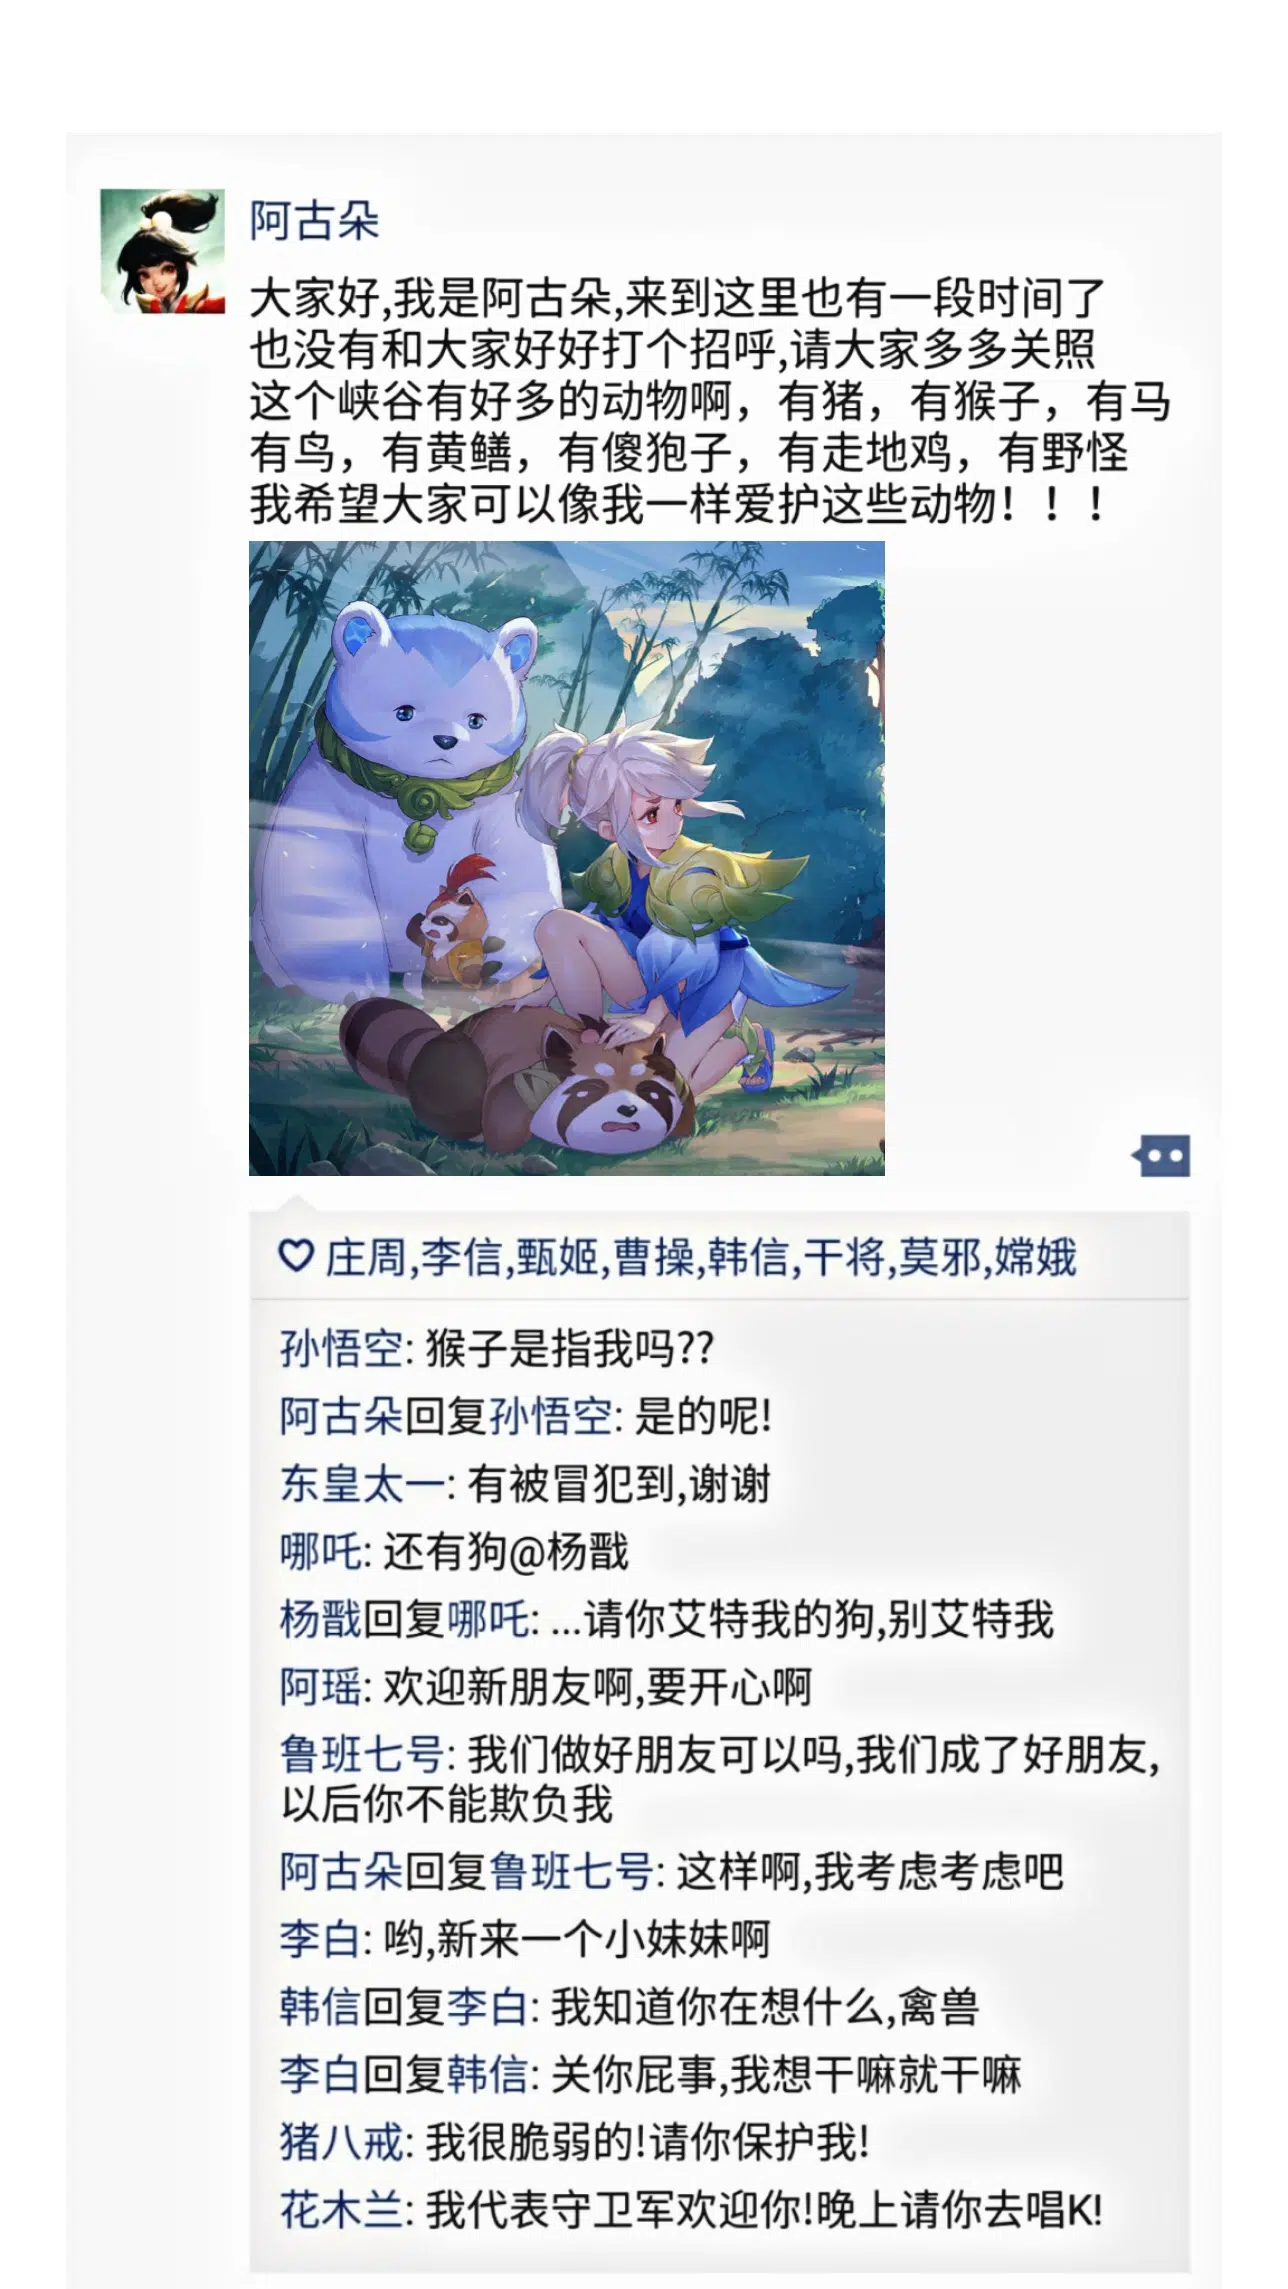 阿古朵
大家好,我是阿古朵,来到这里也有一段时间了
也没有和大家好好打个招呼,请大家多多关照
这个峡谷有好多的动物啊，有猪，有猴子，有马
有鸟，有黄鳝，有傻狍子，有走地鸡，有野怪
我希望大家可以像我一样爱护这些动物！！！
庄周,李信,甄姬,曹操,韩信,干将,莫邪,嫦娥
孙悟空: 猴子是指我吗??
阿古朵回复孙悟空: 是的呢!
东皇太一: 有被冒犯到,谢谢
哪吒: 还有狗@杨戬
杨戬回复哪吒: ...请你艾特我的狗,别艾特我
阿瑶: 欢迎新朋友啊,要开心啊
鲁班七号: 我们做好朋友可以吗,我们成了好朋友,
以后你不能欺负我
阿古朵回复鲁班七号: 这样啊,我考虑考虑吧
李白: 哟,新来一个小妹妹啊
韩信回复李白: 我知道你在想什么,禽兽
李白回复韩信: 关你屁事,我想干嘛就干嘛
猪八戒: 我很脆弱的!请你保护我!
花木兰: 我代表守卫军欢迎你!晚上请你去唱K!